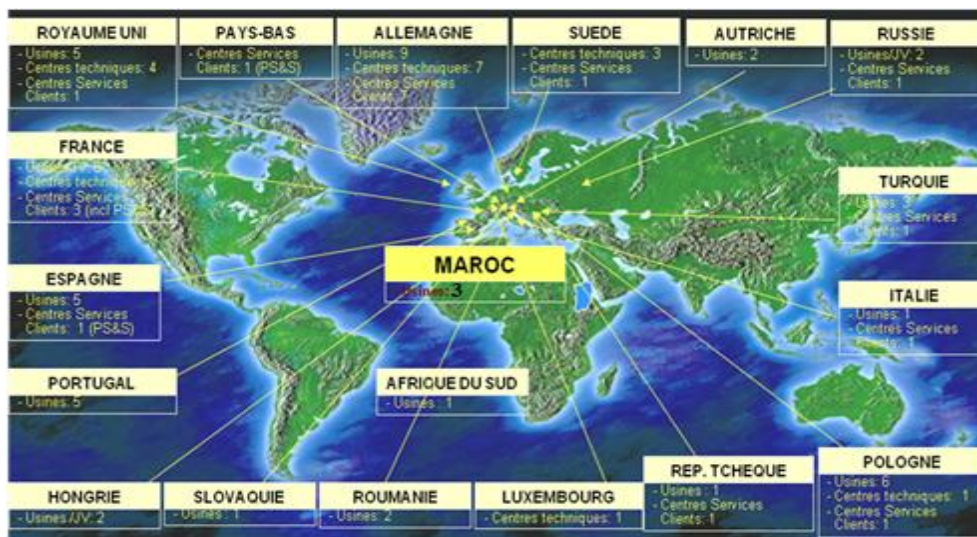 ROYAUME UNI
- Usines: 5
- Centres techniques: 4
- Centres Services
Clients: 1
PAYS-BAS
- Centres Services
Clients: 1 (PS&S)
ALLEMAGNE
- Usines: 9
- Centres techniques: 7
- Centres Services
SUEDE
- Centres techniques: 3
- Centres Services
Clients: 1
AUTRICHE
- Usines: 2
RUSSIE
- Usines/JV: 2
- Centres Services
Clients: 1
FRANCE
- Centres techniques
- Centres Services
Clients: 3 (incl
TURQUIE
- Usines: 3
- Centres Services
Clients: 1
MAROC
Usines: 3
ESPAGNE
- Usines: 5
- Centres Services
Clients: 1 (PS&S)
ITALIE
- Usines: 1
- Centres Services
Clients: 1
PORTUGAL
- Usines: 5
AFRIQUE DU SUD
- Usines : 1
HONGRIE
- Usines /JV: 2
SLOVAQUIE
- Usines : 1
ROUMANIE
- Usines: 2
LUXEMBOURG
- Centres techniques: 1
REP. TCHEQUE
- Usines : 1
- Centres Services
Clients: 1
POLOGNE
- Usines: 6
- Centres techniques: 1
- Centres Services
Clients: 1